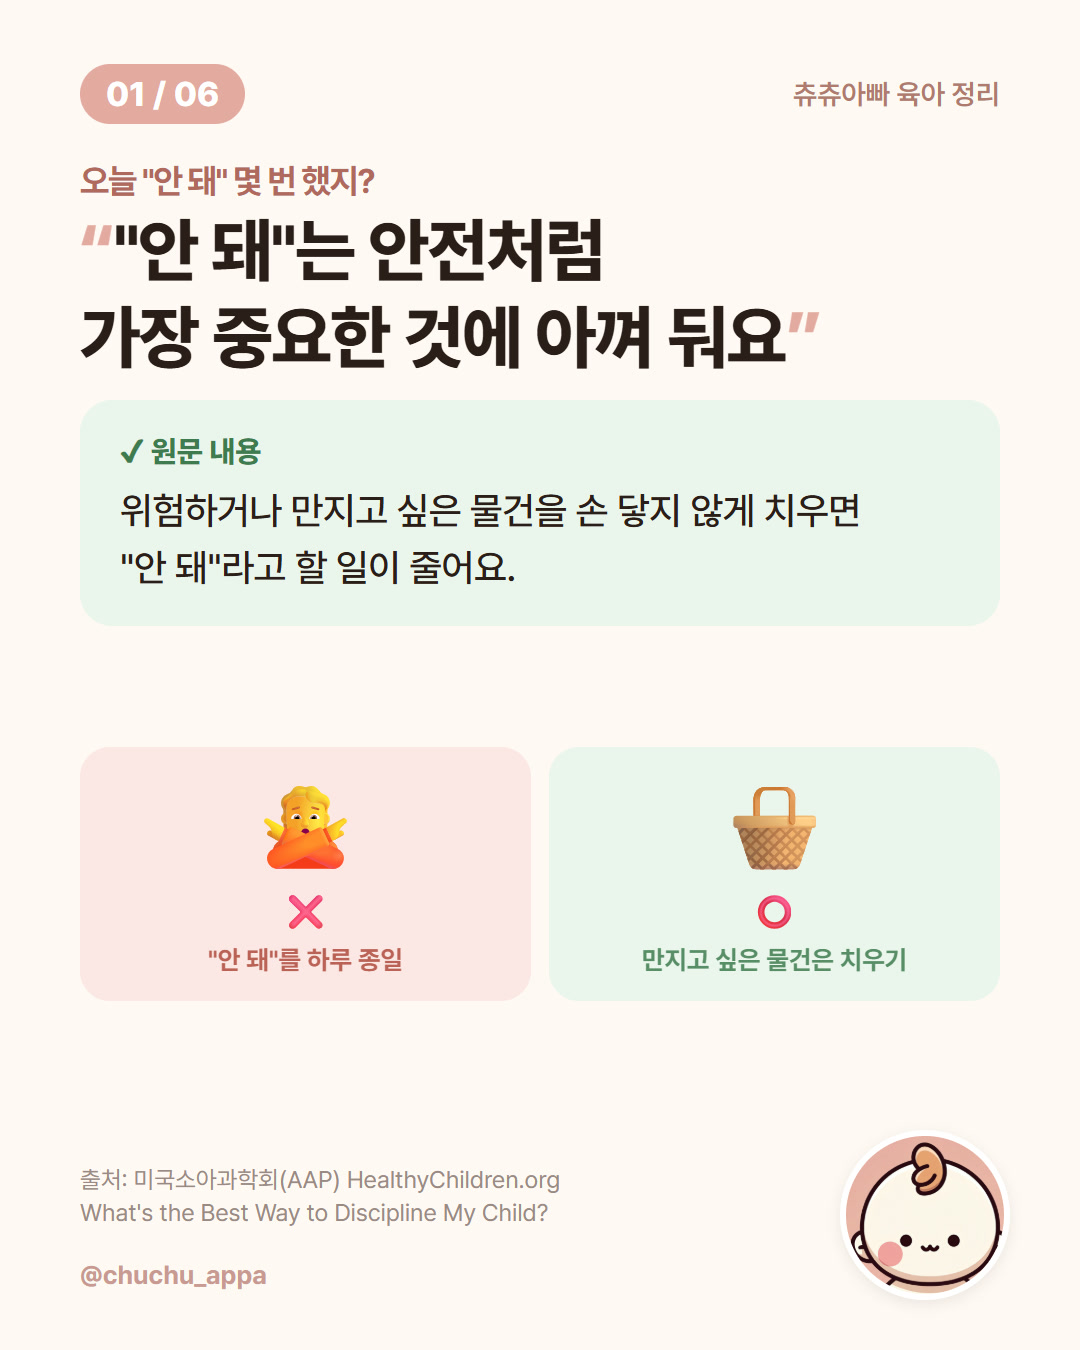 01 / 06
츄츄아빠 육아 정리
오늘 "안 돼" 몇 번 했지?
“"안 돼"는 안전처럼
가장 중요한 것에 아껴 둬요”
✓ 원문 내용
위험하거나 만지고 싶은 물건을 손 닿지 않게 치우면
"안 돼"라고 할 일이 줄어요.
❌
"안 돼"를 하루 종일
⭕
만지고 싶은 물건은 치우기
출처: 미국소아과학회(AAP) HealthyChildren.org
What's the Best Way to Discipline My Child?
@chuchu_appa